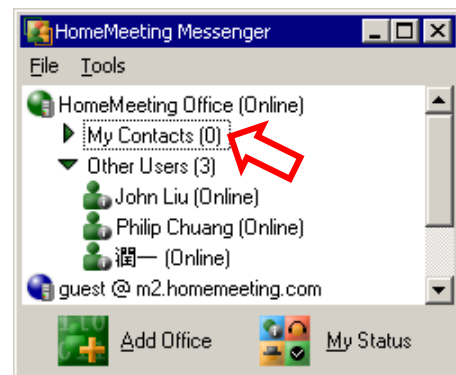 HomeMeeting Messenger
File Tools
HomeMeeting Office (Online)
My Contacts (0)
Other Users (3)
John Liu (Online)
Philip Chuang (Online)
潤一 (Online)
guest @ m2.homemeeting.com
Add Office My Status